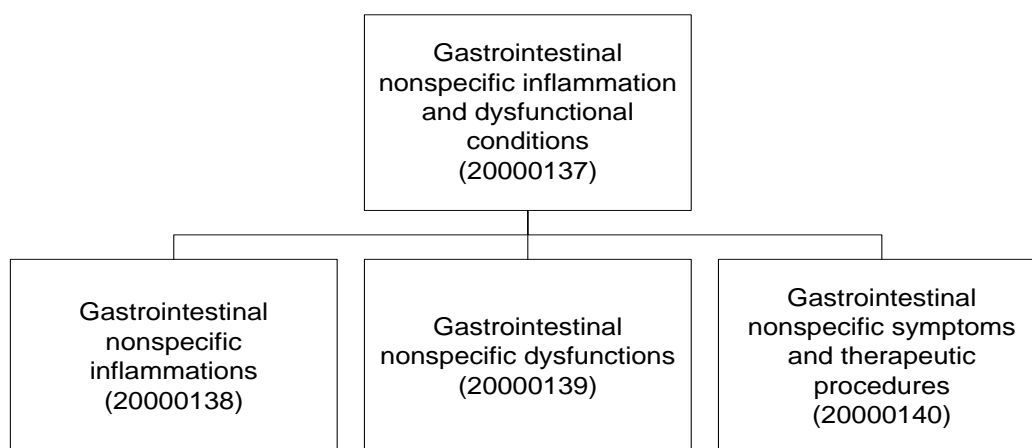 Gastrointestinal
nonspecific inflammation
and dysfunctional
conditions
(20000137)
Gastrointestinal
nonspecific
inflammations
(20000138)
Gastrointestinal
nonspecific dysfunctions
(20000139)
Gastrointestinal
nonspecific symptoms
and therapeutic
procedures
(20000140)